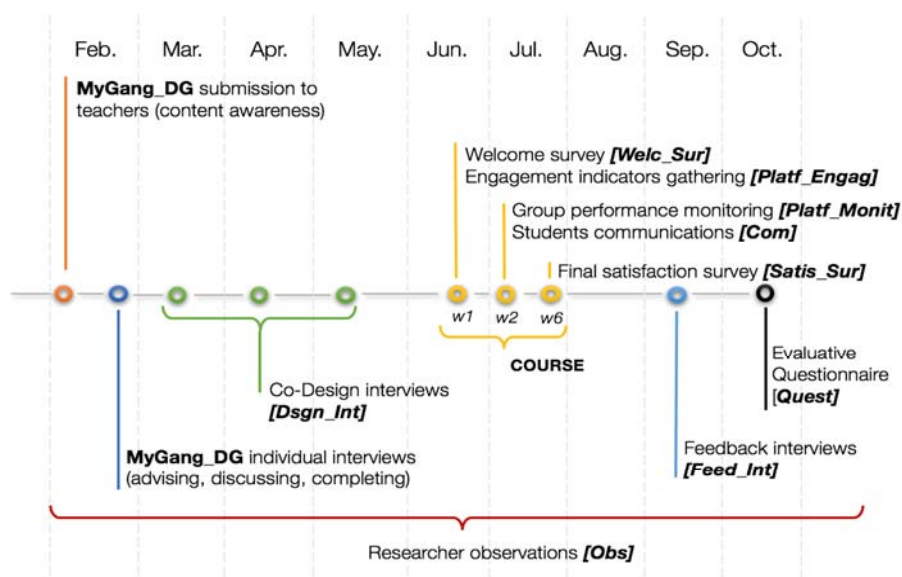 Feb. Mar. Apr. May. Jun. Jul. Aug. Sep. Oct.
MyGang_DG submission to
teachers (content awareness)
Welcome survey [Welc_Sur]
Engagement indicators gathering [Platf_Engag]
Group performance monitoring [Platf_Monit]
Students communications [Com]
Final satisfaction survey [Satis_Sur]
w1 w2 w6
COURSE
Evaluative
Questionnaire
[Quest]
Co-Design interviews
[Dsgn_Int]
MyGang_DG individual interviews
(advising, discussing, completing)
Feedback interviews
[Feed_Int]
Researcher observations [Obs]